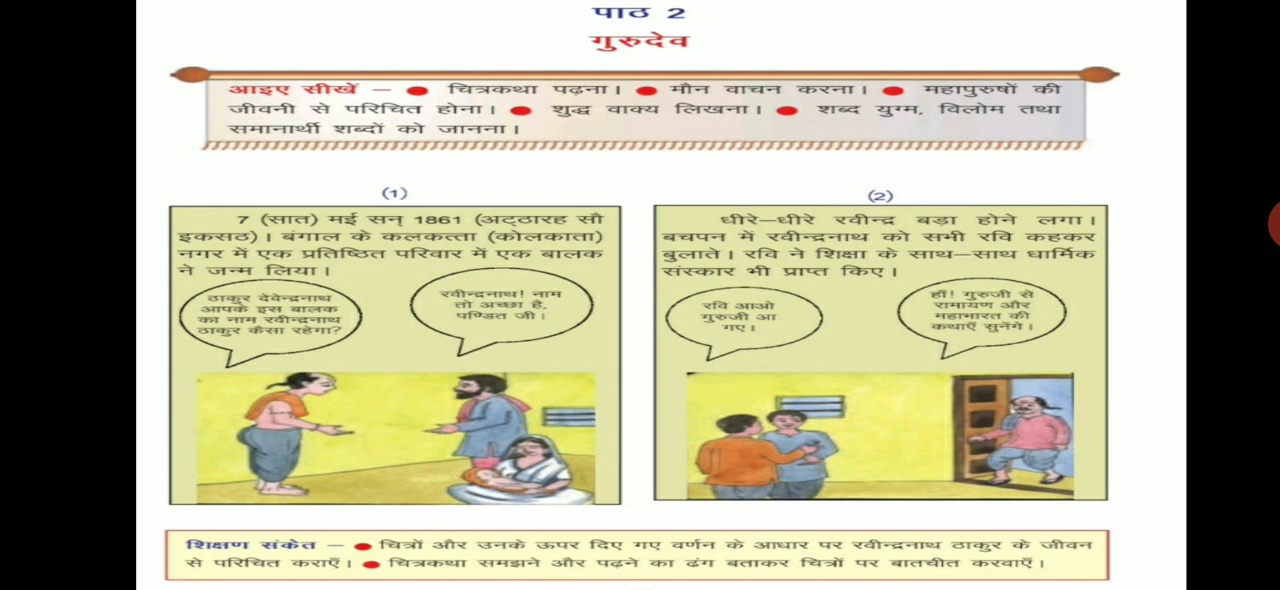 पाठ 2
गुरुदेव
आइए सीखें – ● चित्रकथा पढ़ना। ● मौन वाचन करना। ● महापुरुषों की
जीवनी से परिचित होना। ● शुद्ध वाक्य लिखना। ● शब्द युग्म, विलोम तथा
समानार्थी शब्दों को जानना।
(1)
7 (सात) मई सन् 1861 (अट्ठारह सौ
इकसठ)। बंगाल के कलकत्ता (कोलकाता)
नगर में एक प्रतिष्ठित परिवार में एक बालक
ने जन्म लिया।
ठाकुर देवेन्द्रनाथ
आपके इस बालक
का नाम रवीन्द्रनाथ
ठाकुर कैसा रहेगा?
रवीन्द्रनाथ! नाम
तो अच्छा है,
पण्डित जी।
(2)
धीरे–धीरे रवीन्द्र बड़ा होने लगा।
बचपन में रवीन्द्रनाथ को सभी रवि कहकर
बुलाते। रवि ने शिक्षा के साथ–साथ धार्मिक
संस्कार भी प्राप्त किए।
रवि आओ
गुरुजी आ
गए।
हाँ! गुरुजी से
रामायण और
महाभारत की
कथाएँ सुनेंगे।
शिक्षण संकेत – ● चित्रों और उनके ऊपर दिए गए वर्णन के आधार पर रवीन्द्रनाथ ठाकुर के जीवन
से परिचित कराएँ। ● चित्रकथा समझने और पढ़ने का ढंग बताकर चित्रों पर बातचीत करवाएँ।